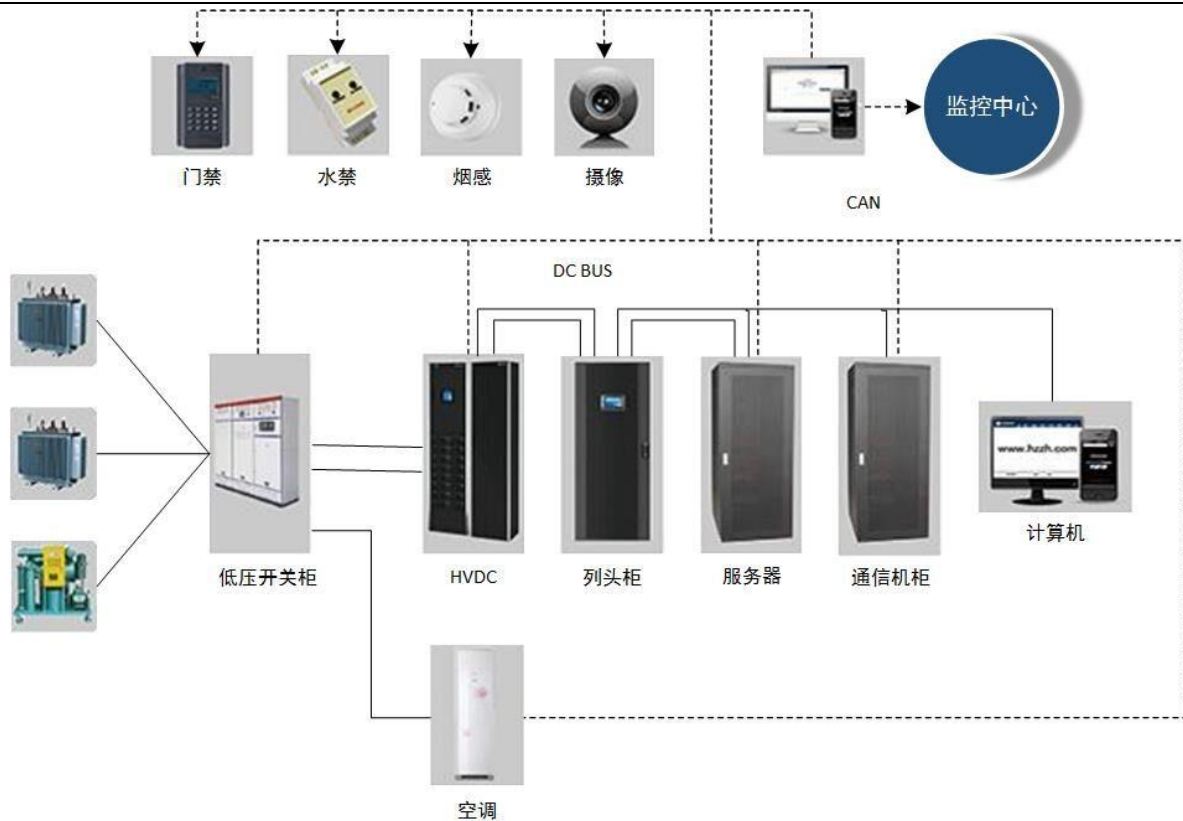 门禁
水禁
烟感
摄像
监控中心
CAN
DC BUS
www.hzzh.com
计算机
低压开关柜
HVDC
列头柜
服务器
通信机柜
空调